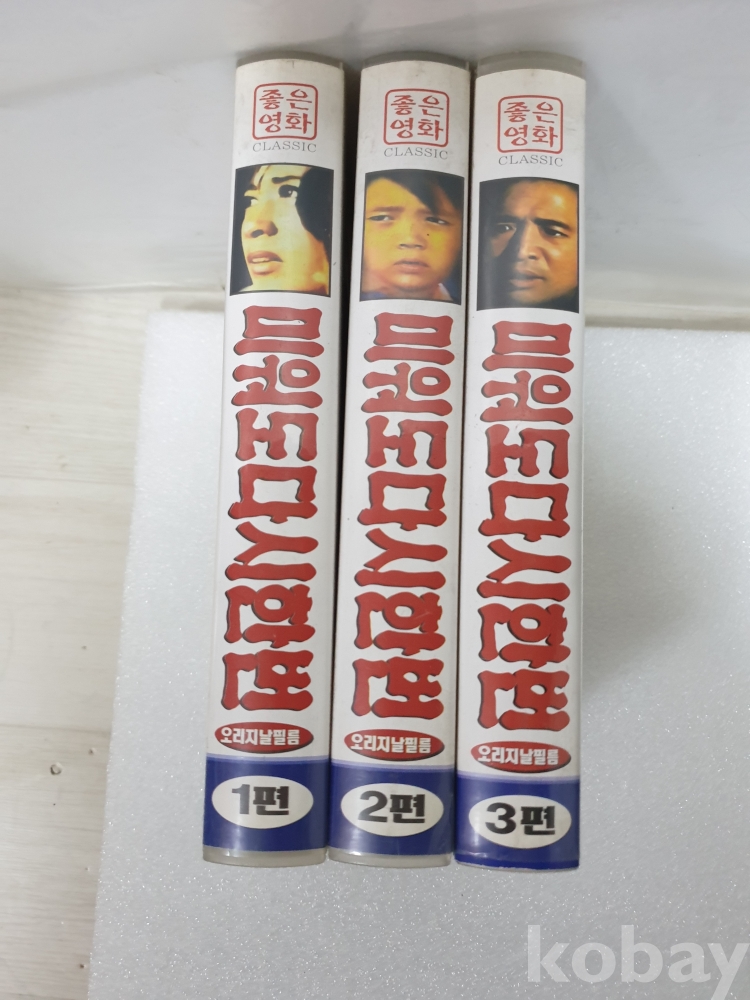 좋은
영화
CLASSIC
미워도다시한번
오리지날필름
1편
좋은
영화
CLASSIC
미워도다시한번
오리지날필름
2편
좋은
영화
CLASSIC
미워도다시한번
오리지날필름
3편
kobay